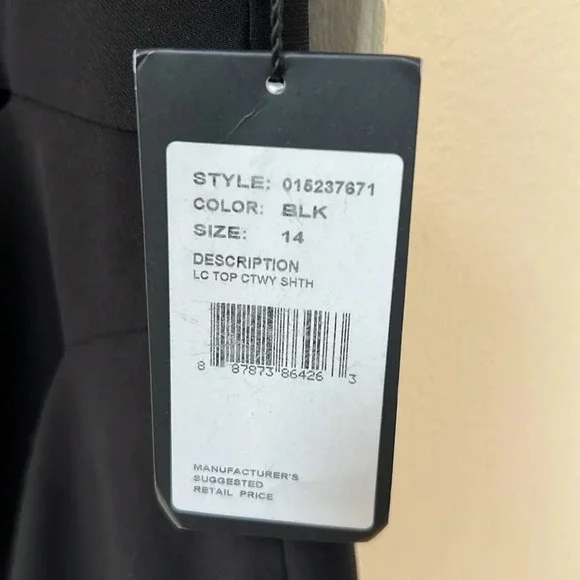 STYLE: 015237671
COLOR: BLK
SIZE: 14
DESCRIPTION
LC TOP CTWY SHTH
8 87873 86426 3
MANUFACTURER'S
SUGGESTED
RETAIL PRICE